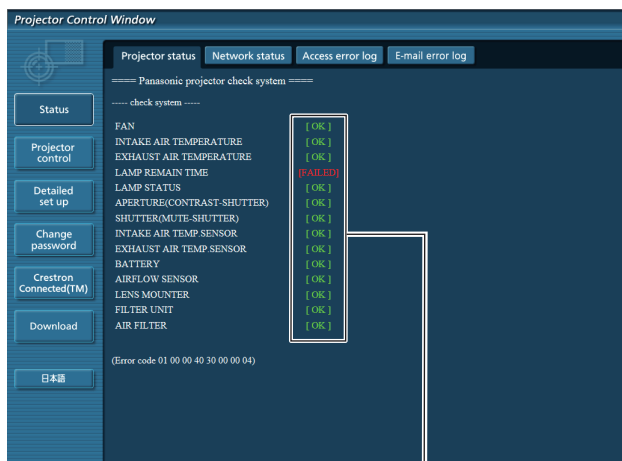 Projector Control Window
Projector status
Network status
Access error log
E-mail error log
==== Panasonic projector check system ====
----- check system -----
FAN [ OK ]
INTAKE AIR TEMPERATURE [ OK ]
EXHAUST AIR TEMPERATURE [ OK ]
LAMP REMAIN TIME [FAILED]
LAMP STATUS [ OK ]
APERTURE(CONTRAST-SHUTTER) [ OK ]
SHUTTER(MUTE-SHUTTER) [ OK ]
INTAKE AIR TEMP.SENSOR [ OK ]
EXHAUST AIR TEMP.SENSOR [ OK ]
BATTERY [ OK ]
AIRFLOW SENSOR [ OK ]
LENS MOUNTER [ OK ]
FILTER UNIT [ OK ]
AIR FILTER [ OK ]
(Error code 01 00 00 40 30 00 00 04)
Status
Projector
control
Detailed
set up
Change
password
Crestron
Connected(TM)
Download
日本語